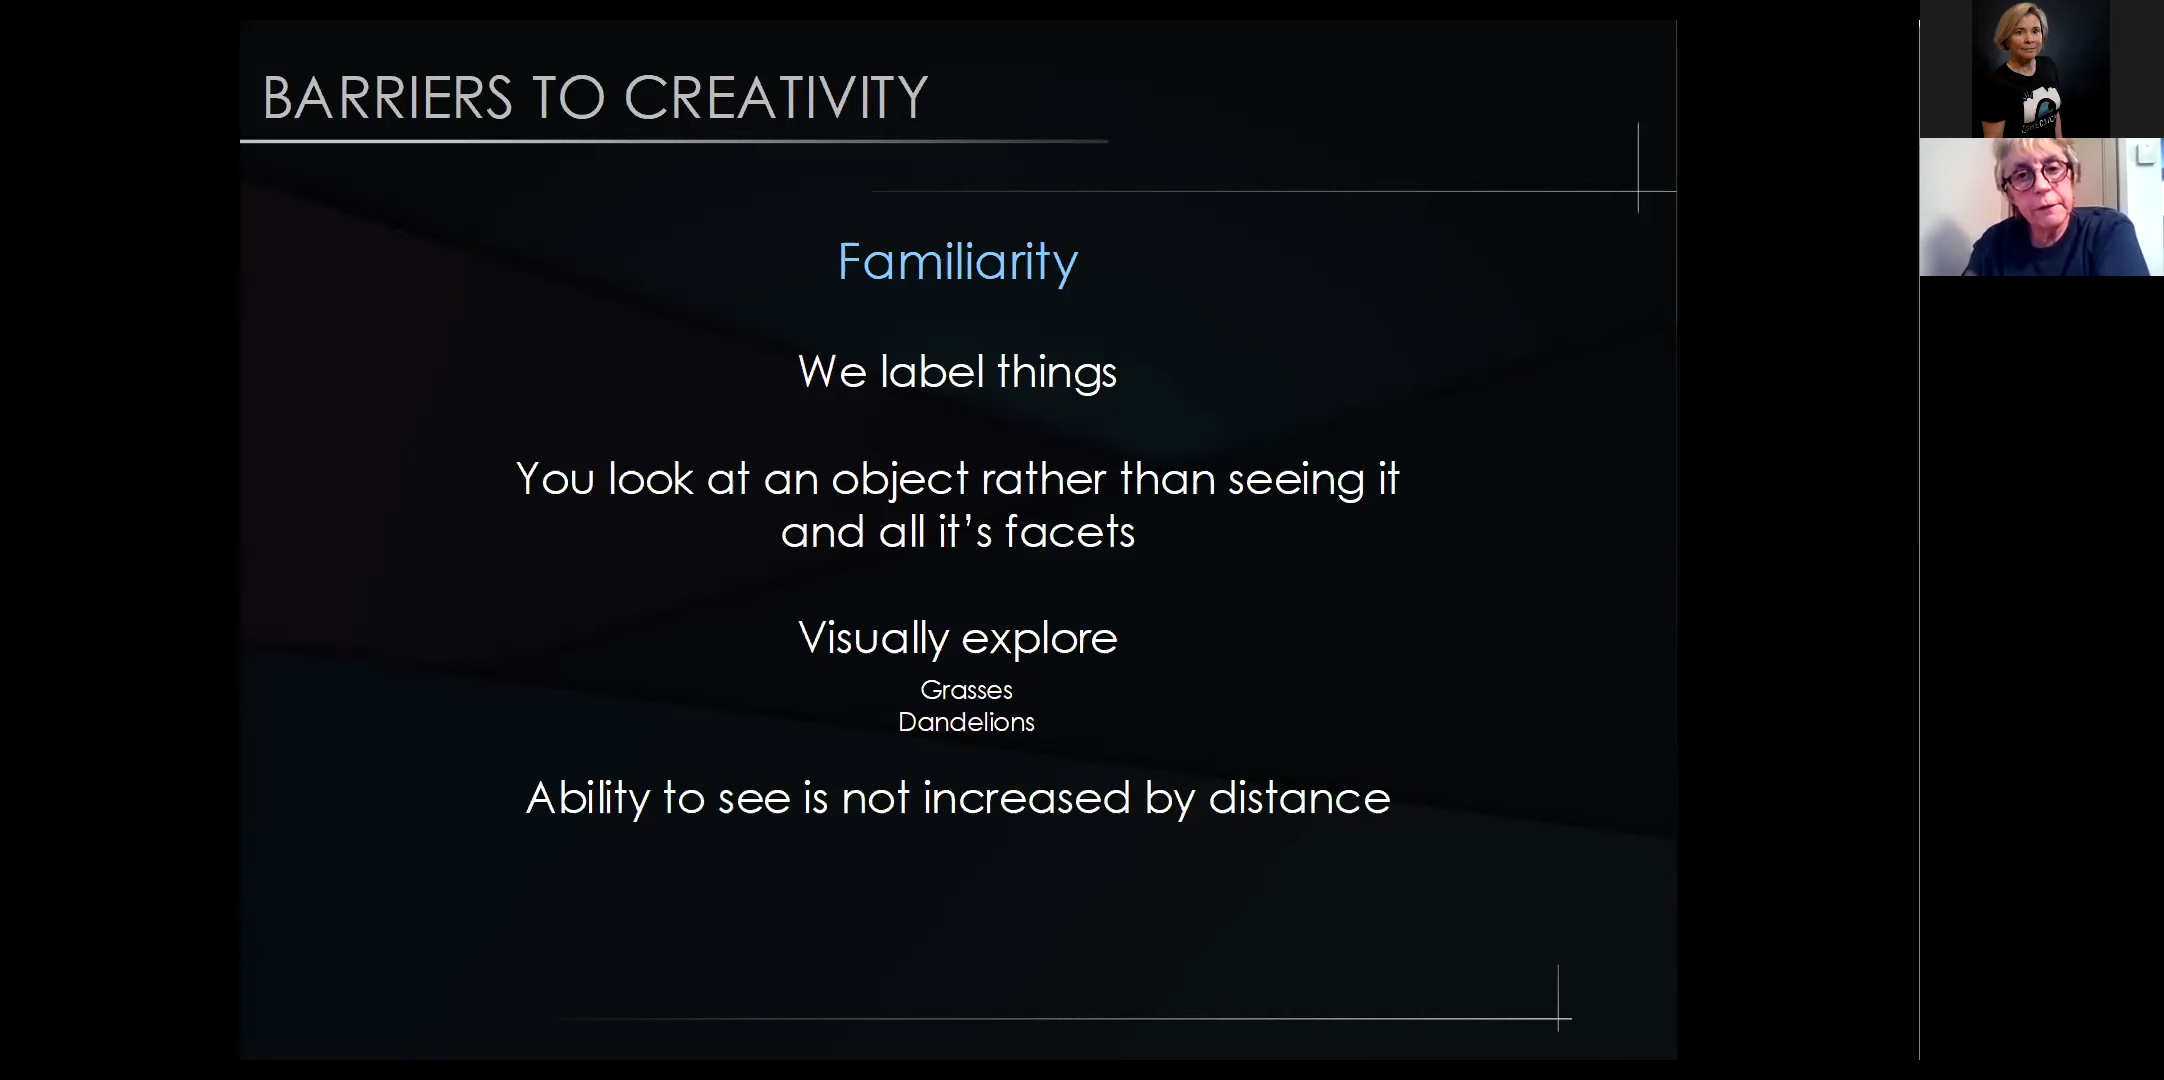 BARRIERS TO CREATIVITY
Familiarity
We label things
You look at an object rather than seeing it
and all it’s facets
Visually explore
Grasses
Dandelions
Ability to see is not increased by distance